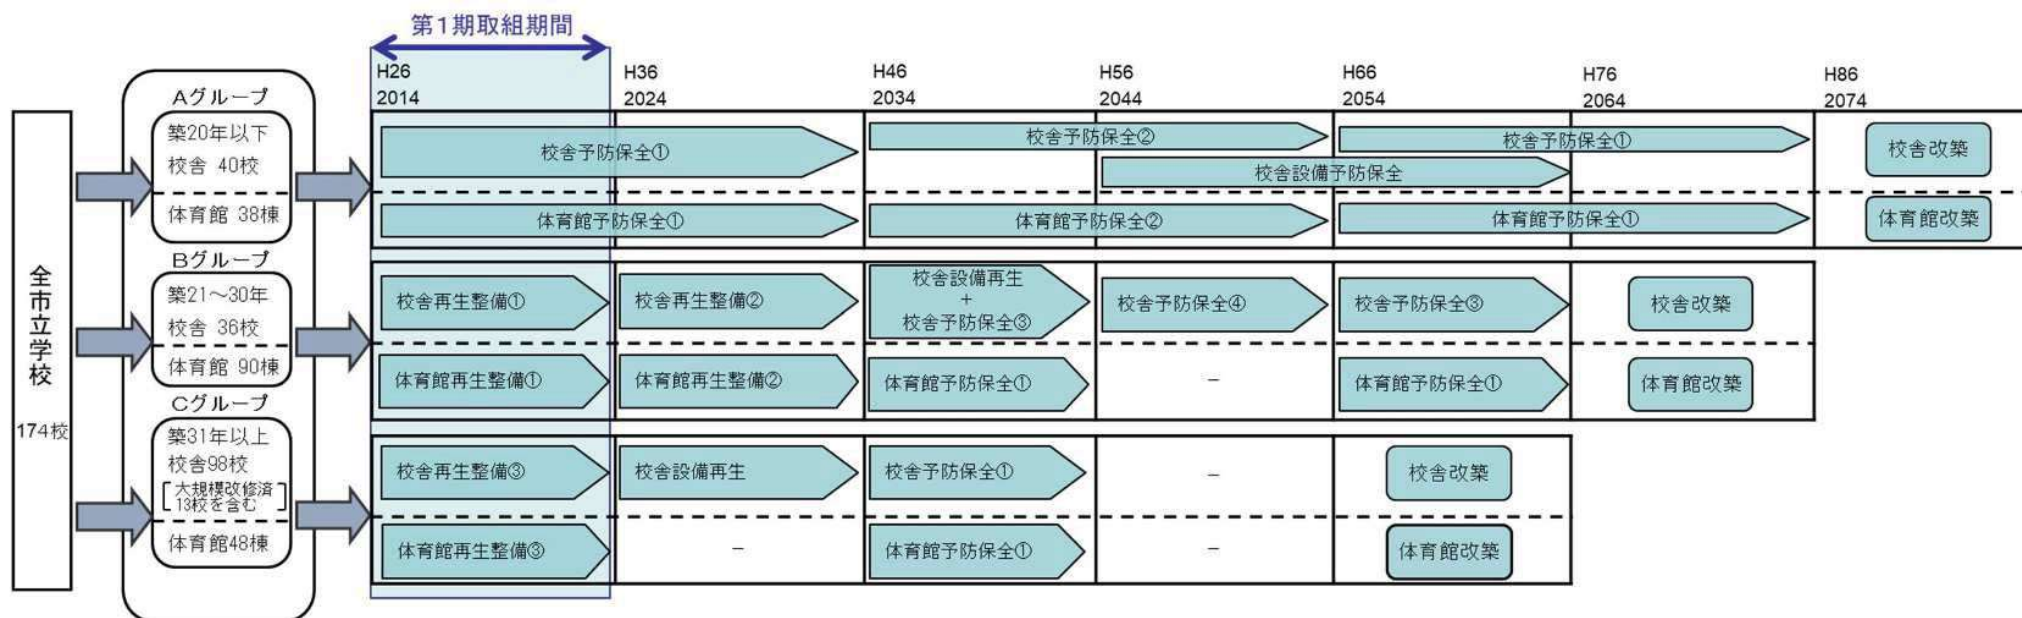 第1期取組期間
H26
2014
H36
2024
H46
2034
H56
2044
H66
2054
H76
2064
H86
2074
全市立学校
174校
Aグループ
築20年以下
校舎 40校
体育館 38棟
校舎予防保全①
校舎予防保全②
校舎予防保全①
校舎設備予防保全
校舎改築
体育館予防保全①
体育館予防保全②
体育館予防保全①
体育館改築
Bグループ
築21～30年
校舎 36校
体育館 90棟
校舎再生整備①
校舎再生整備②
校舎設備再生
+
校舎予防保全③
校舎予防保全④
校舎予防保全③
校舎改築
体育館再生整備①
体育館再生整備②
体育館予防保全①
－
体育館予防保全①
体育館改築
Cグループ
築31年以上
校舎98校
[大規模改修済
13校を含む]
体育館48棟
校舎再生整備③
校舎設備再生
校舎予防保全①
－
校舎改築
体育館再生整備③
－
体育館予防保全①
－
体育館改築